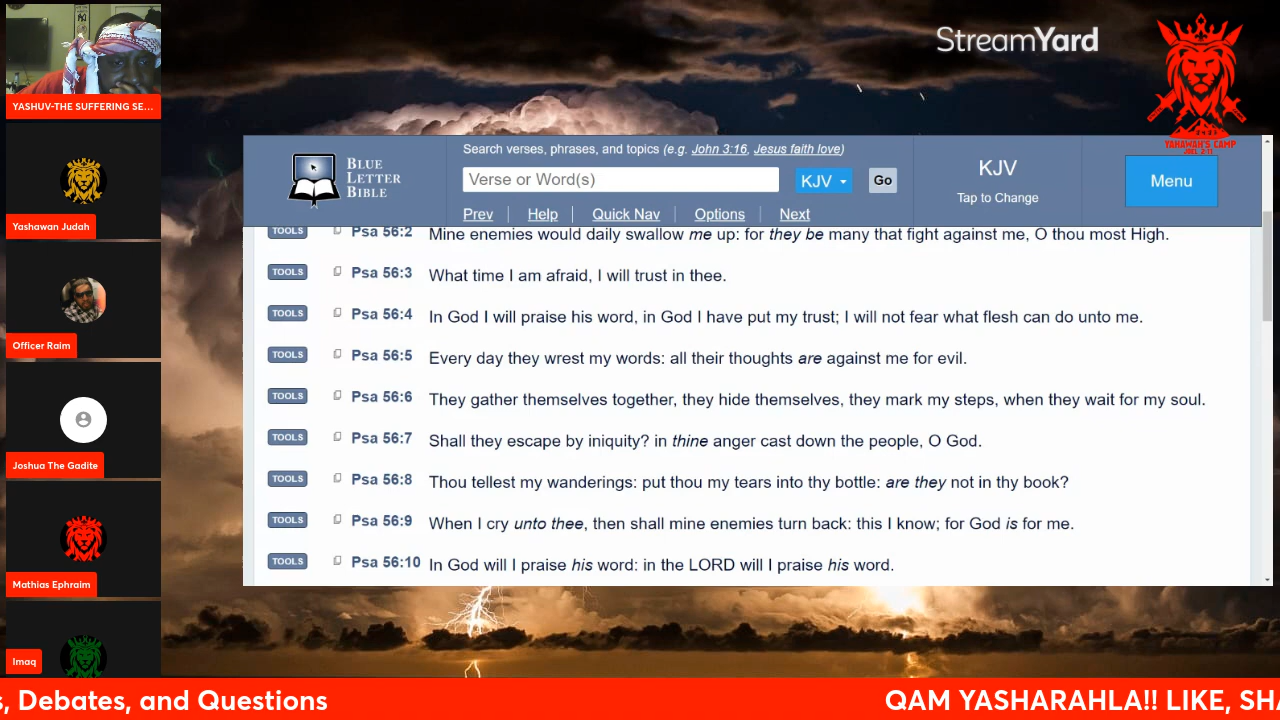 StreamYard
YAHAWAH'S CAMP
JOEL 2:11
YASHUV-THE SUFFERING SE...
Yashawan Judah
Officer Raim
Joshua The Gadite
Mathias Ephraim
Imaq
BLUE
LETTER
BIBLE
Search verses, phrases, and topics (e.g. John 3:16, Jesus faith love)
Verse or Word(s)
KJV
Go
Prev
Help
Quick Nav
Options
Next
KJV
Tap to Change
Menu
TOOLS Psa 56:2 Mine enemies would daily swallow me up: for they be many that fight against me, O thou most High.
TOOLS Psa 56:3 What time I am afraid, I will trust in thee.
TOOLS Psa 56:4 In God I will praise his word, in God I have put my trust; I will not fear what flesh can do unto me.
TOOLS Psa 56:5 Every day they wrest my words: all their thoughts are against me for evil.
TOOLS Psa 56:6 They gather themselves together, they hide themselves, they mark my steps, when they wait for my soul.
TOOLS Psa 56:7 Shall they escape by iniquity? in thine anger cast down the people, O God.
TOOLS Psa 56:8 Thou tellest my wanderings: put thou my tears into thy bottle: are they not in thy book?
TOOLS Psa 56:9 When I cry unto thee, then shall mine enemies turn back: this I know; for God is for me.
TOOLS Psa 56:10 In God will I praise his word: in the LORD will I praise his word.
s, Debates, and Questions
QAM YASHARAHLA!! LIKE, SHA